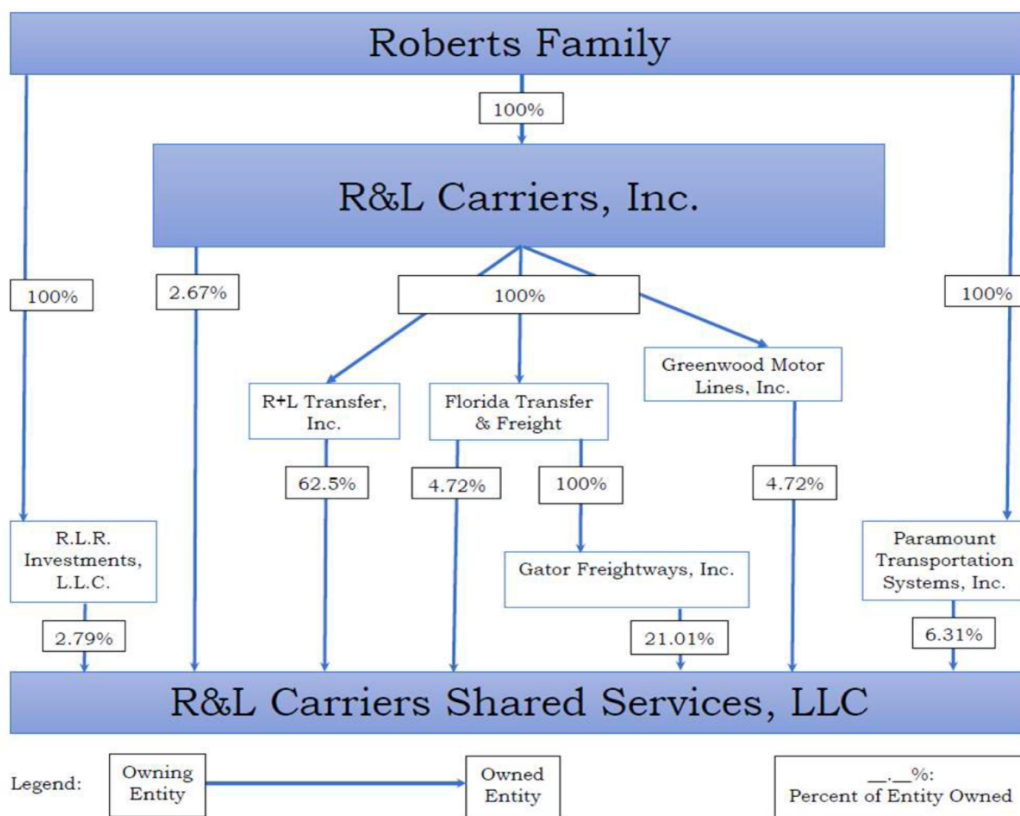 Roberts Family
100%
R&L Carriers, Inc.
100%
2.67%
100%
100%
R+L Transfer,
Inc.
Florida Transfer
& Freight
Greenwood Motor
Lines, Inc.
62.5%
4.72%
100%
4.72%
R.L.R.
Investments,
L.L.C.
Gator Freightways, Inc.
Paramount
Transportation
Systems, Inc.
2.79%
21.01%
6.31%
R&L Carriers Shared Services, LLC
Legend:
Owning
Entity
Owned
Entity
__.__%:
Percent of Entity Owned